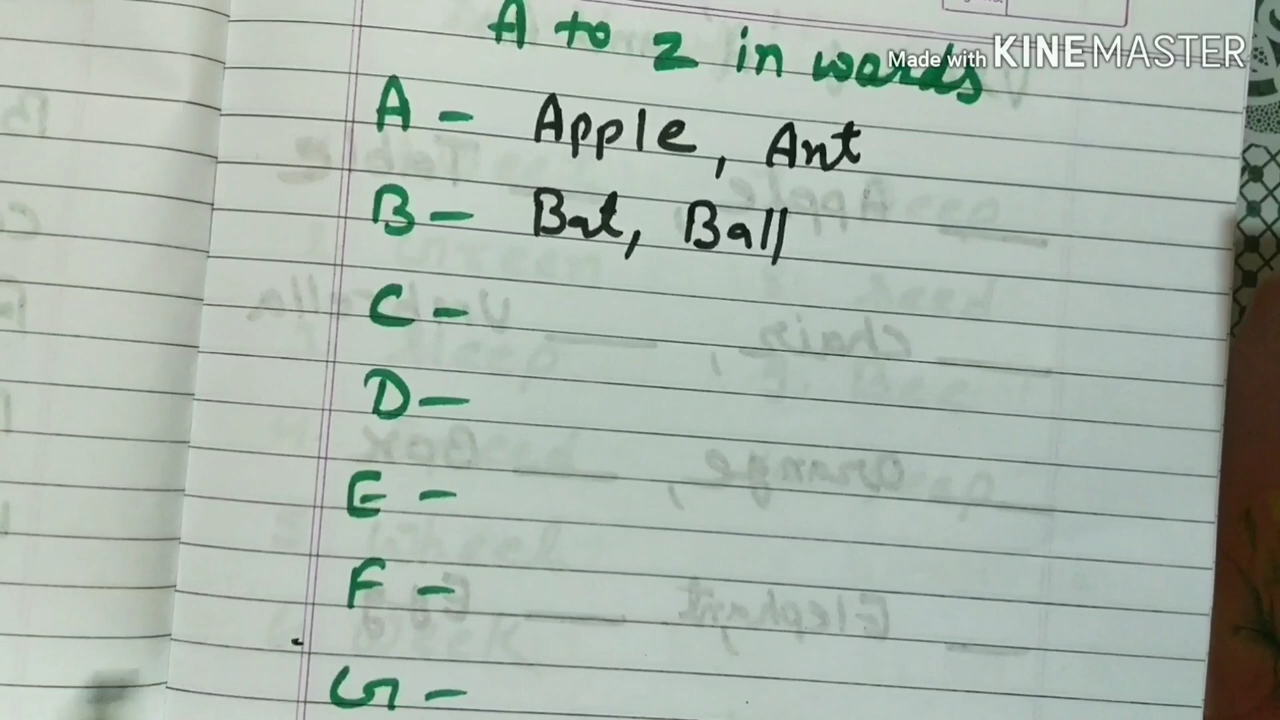 A to Z in words
Made with KINEMASTER
A - Apple, Ant
B - Bat, Ball
C -
D -
E -
F -
G -